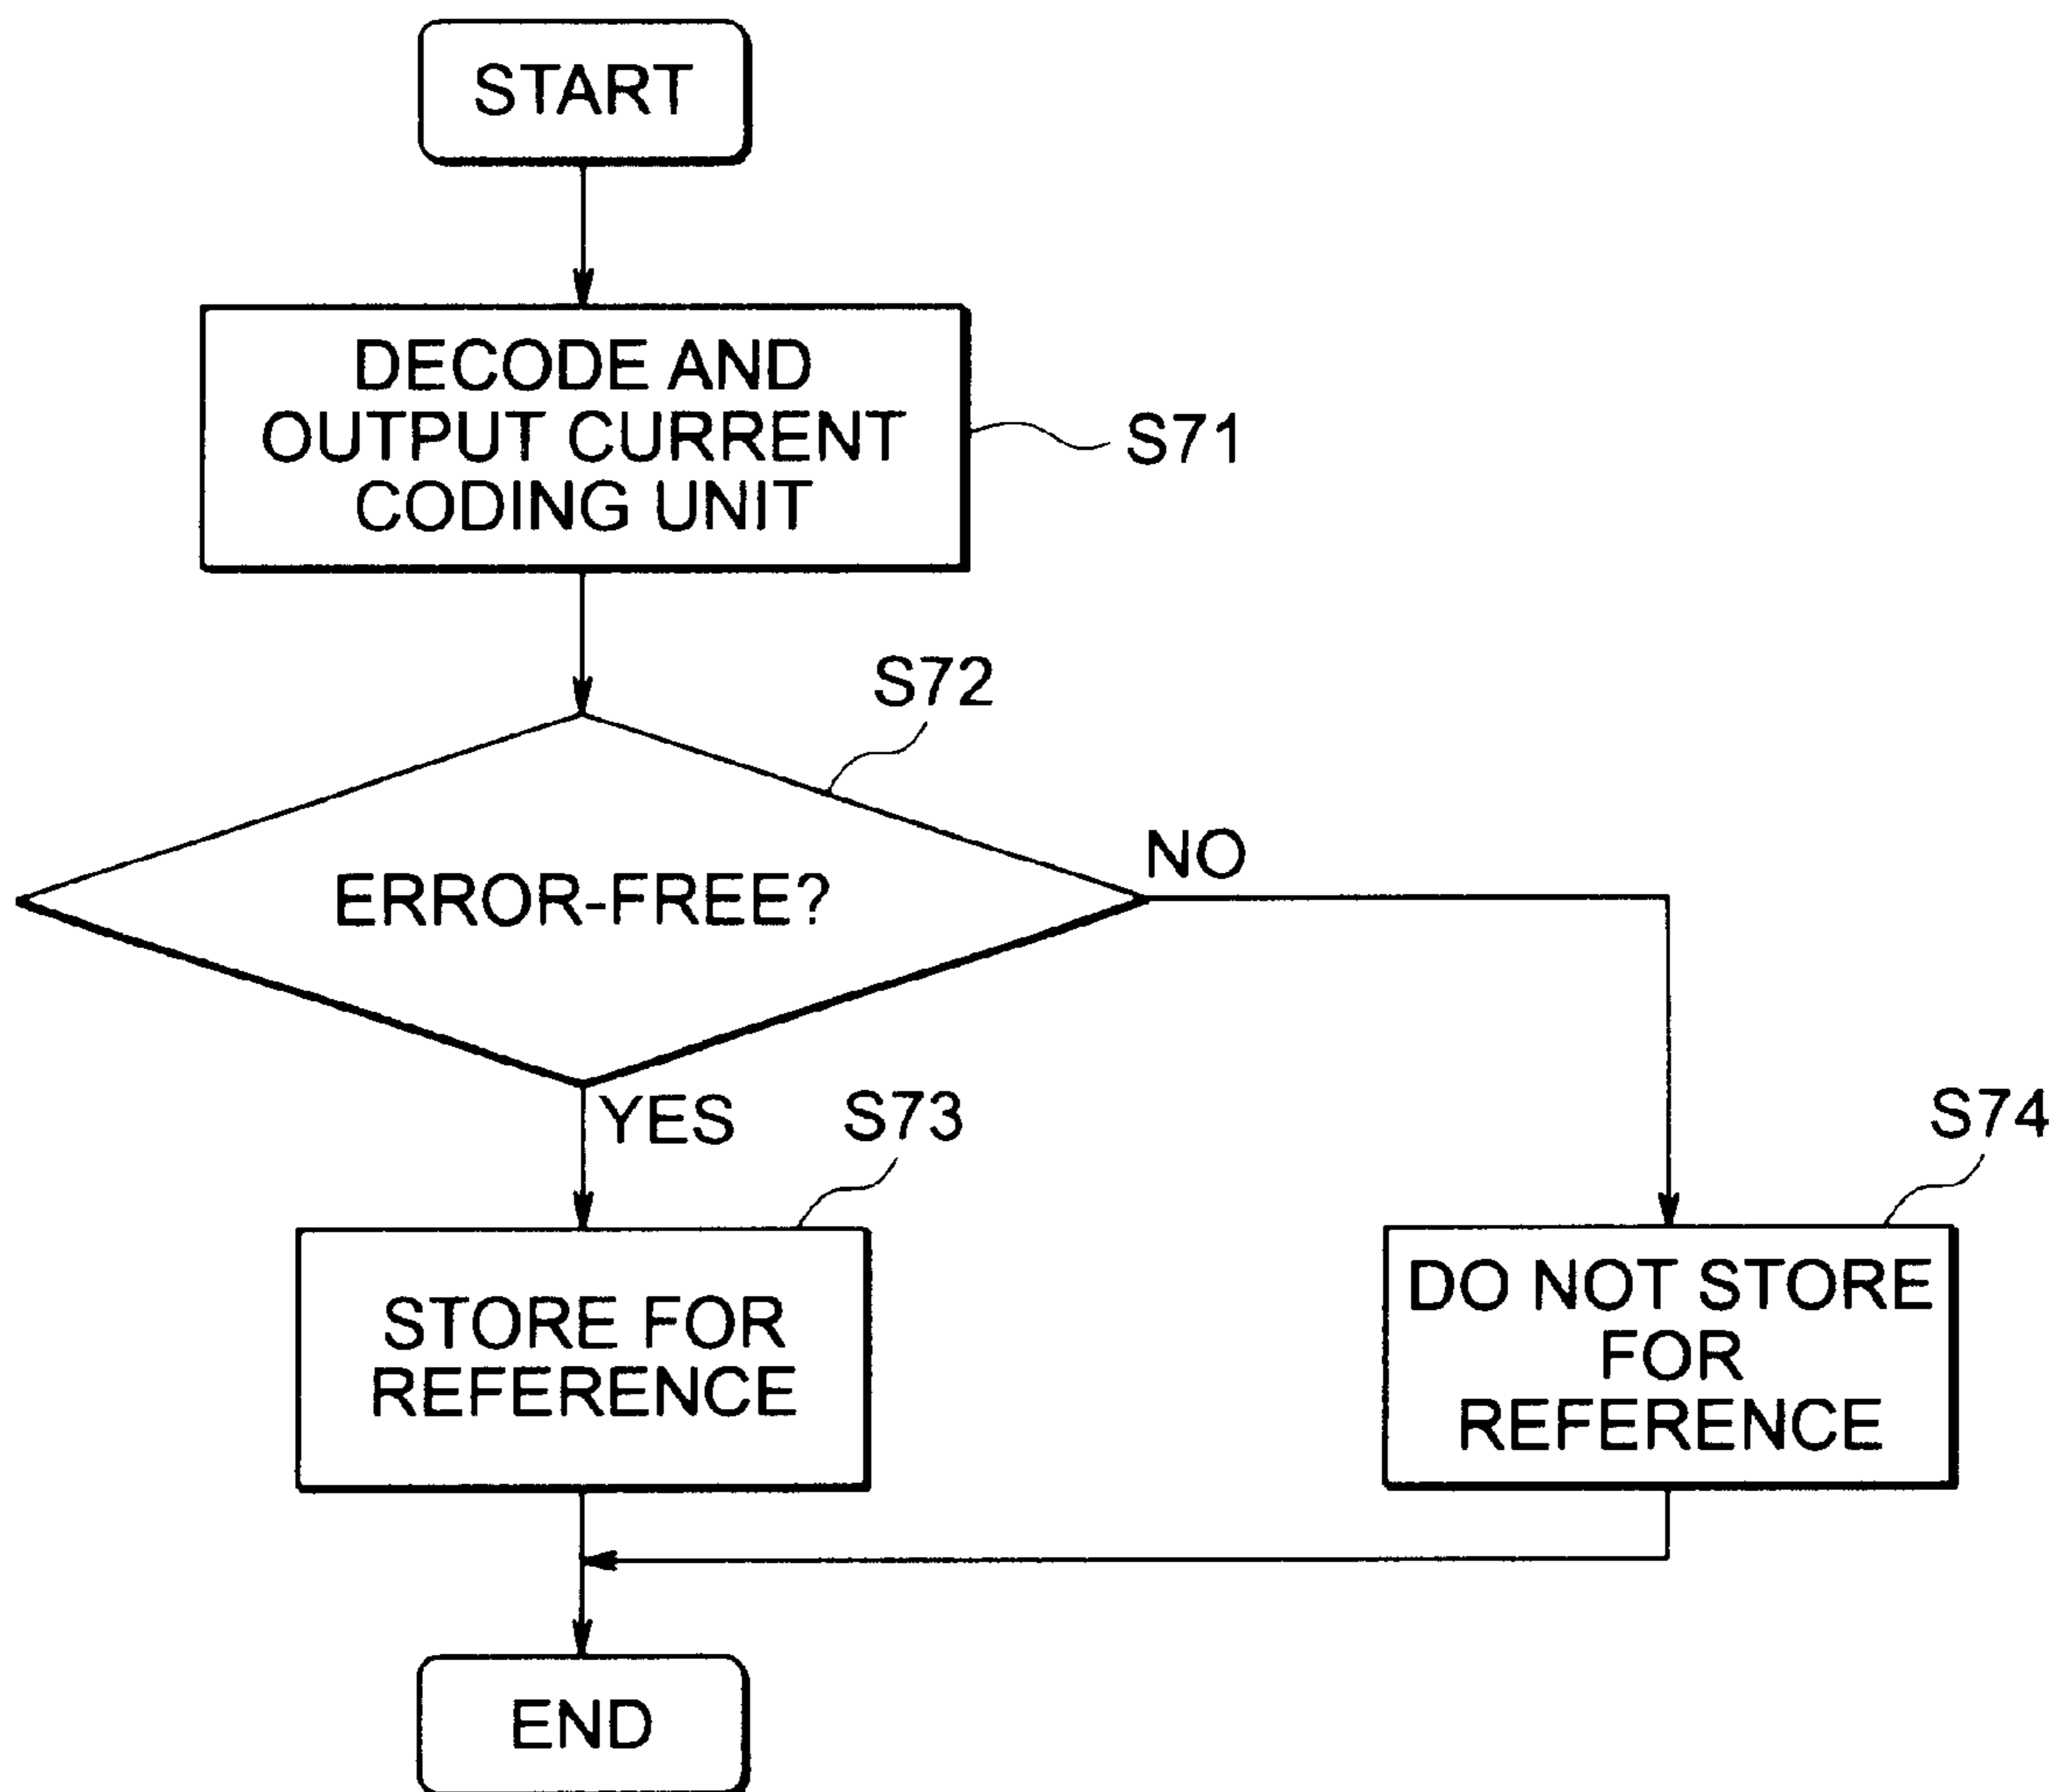 START
DECODE AND
OUTPUT CURRENT
CODING UNIT
S71
S72
ERROR-FREE?
NO
YES
S73
STORE FOR
REFERENCE
S74
DO NOT STORE
FOR
REFERENCE
END